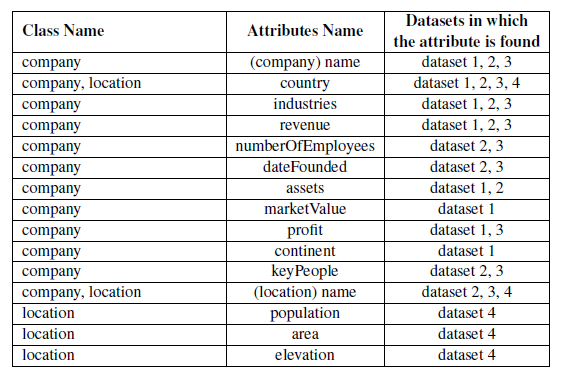 Class Name Attributes Name Datasets in which the attribute is found
company (company) name dataset 1, 2, 3
company, location country dataset 1, 2, 3, 4
company industries dataset 1, 2, 3
company revenue dataset 1, 2, 3
company numberOfEmployees dataset 2, 3
company dateFounded dataset 2, 3
company assets dataset 1, 2
company marketValue dataset 1
company profit dataset 1, 3
company continent dataset 1
company keyPeople dataset 2, 3
company, location (location) name dataset 2, 3, 4
location population dataset 4
location area dataset 4
location elevation dataset 4